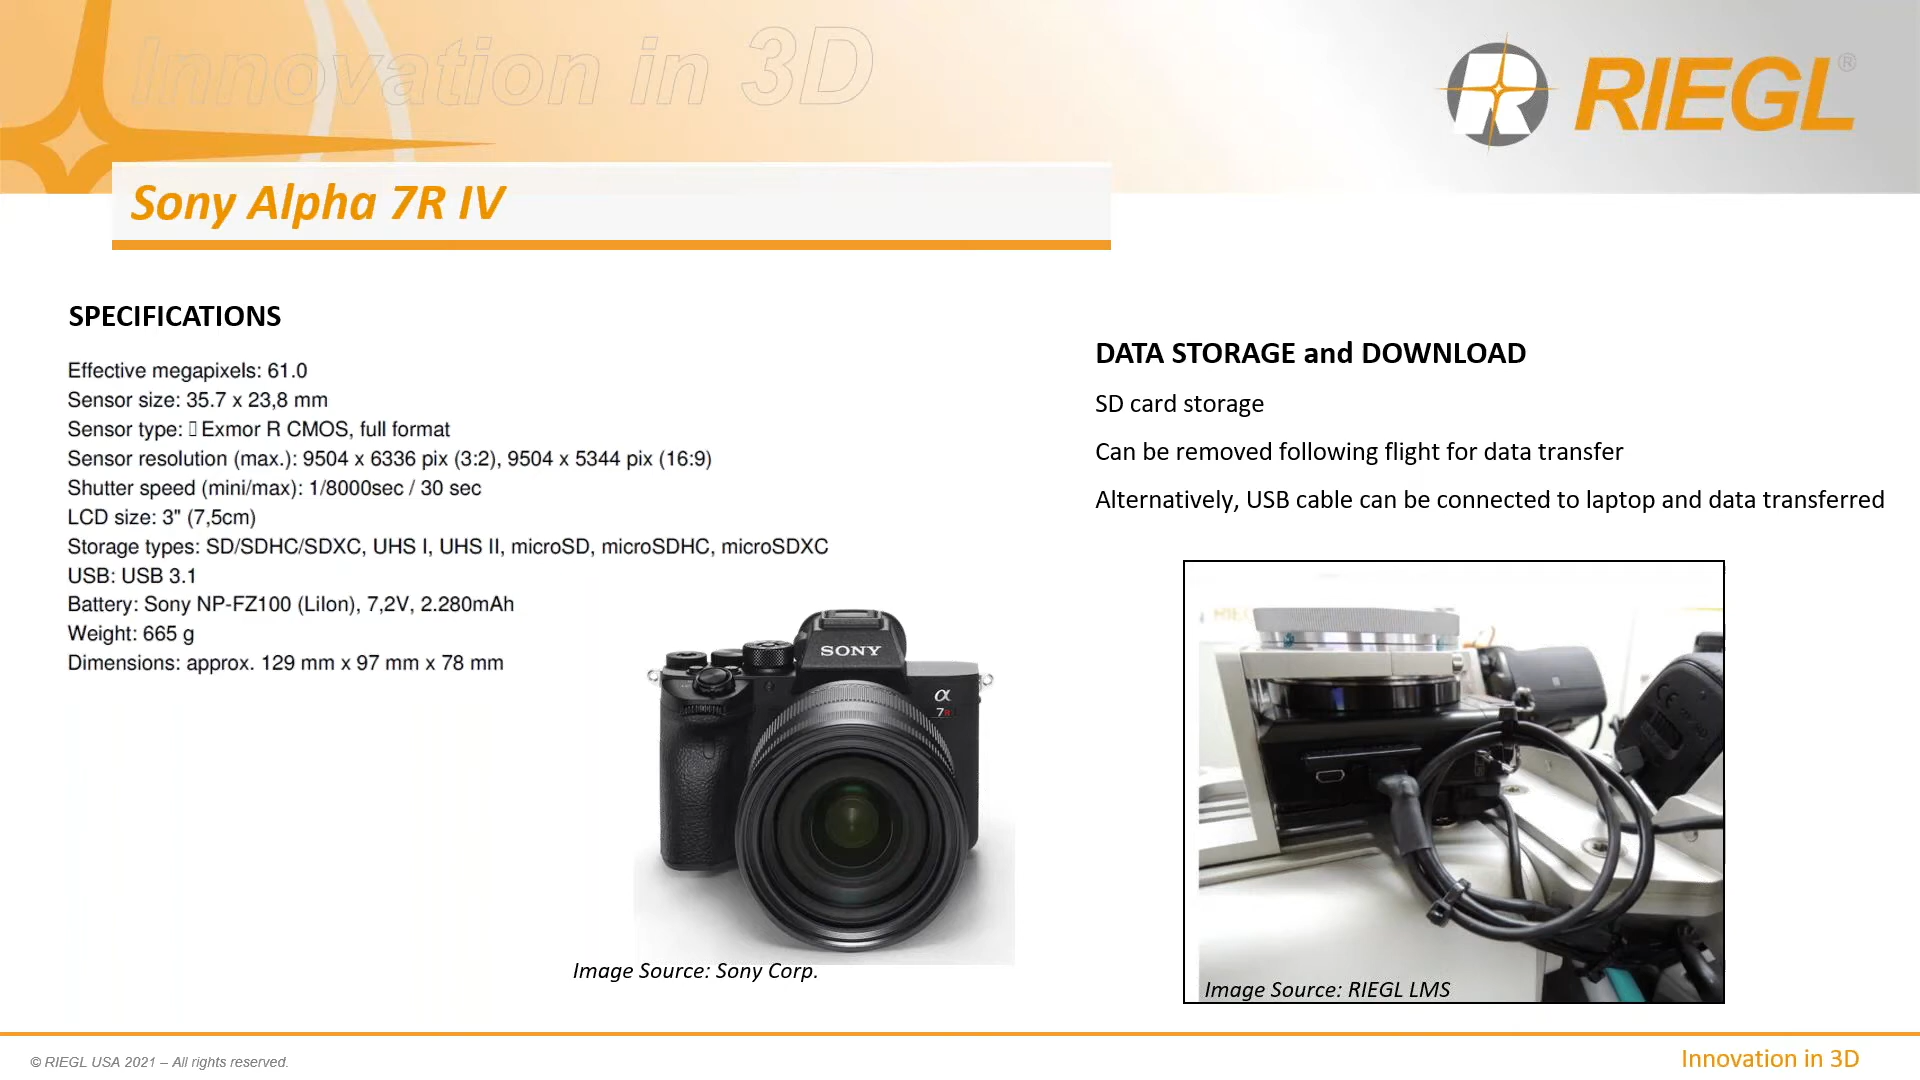 Innovation in 3D
RIEGL®
Sony Alpha 7R IV
SPECIFICATIONS
Effective megapixels: 61.0
Sensor size: 35.7 x 23,8 mm
Sensor type: Exmor R CMOS, full format
Sensor resolution (max.): 9504 x 6336 pix (3:2), 9504 x 5344 pix (16:9)
Shutter speed (mini/max): 1/8000sec / 30 sec
LCD size: 3" (7,5cm)
Storage types: SD/SDHC/SDXC, UHS I, UHS II, microSD, microSDHC, microSDXC
USB: USB 3.1
Battery: Sony NP-FZ100 (LiIon), 7,2V, 2.280mAh
Weight: 665 g
Dimensions: approx. 129 mm x 97 mm x 78 mm
SONY
α
7R
Image Source: Sony Corp.
DATA STORAGE and DOWNLOAD
SD card storage
Can be removed following flight for data transfer
Alternatively, USB cable can be connected to laptop and data transferred
CE
Image Source: RIEGL LMS
© RIEGL USA 2021 – All rights reserved.
Innovation in 3D